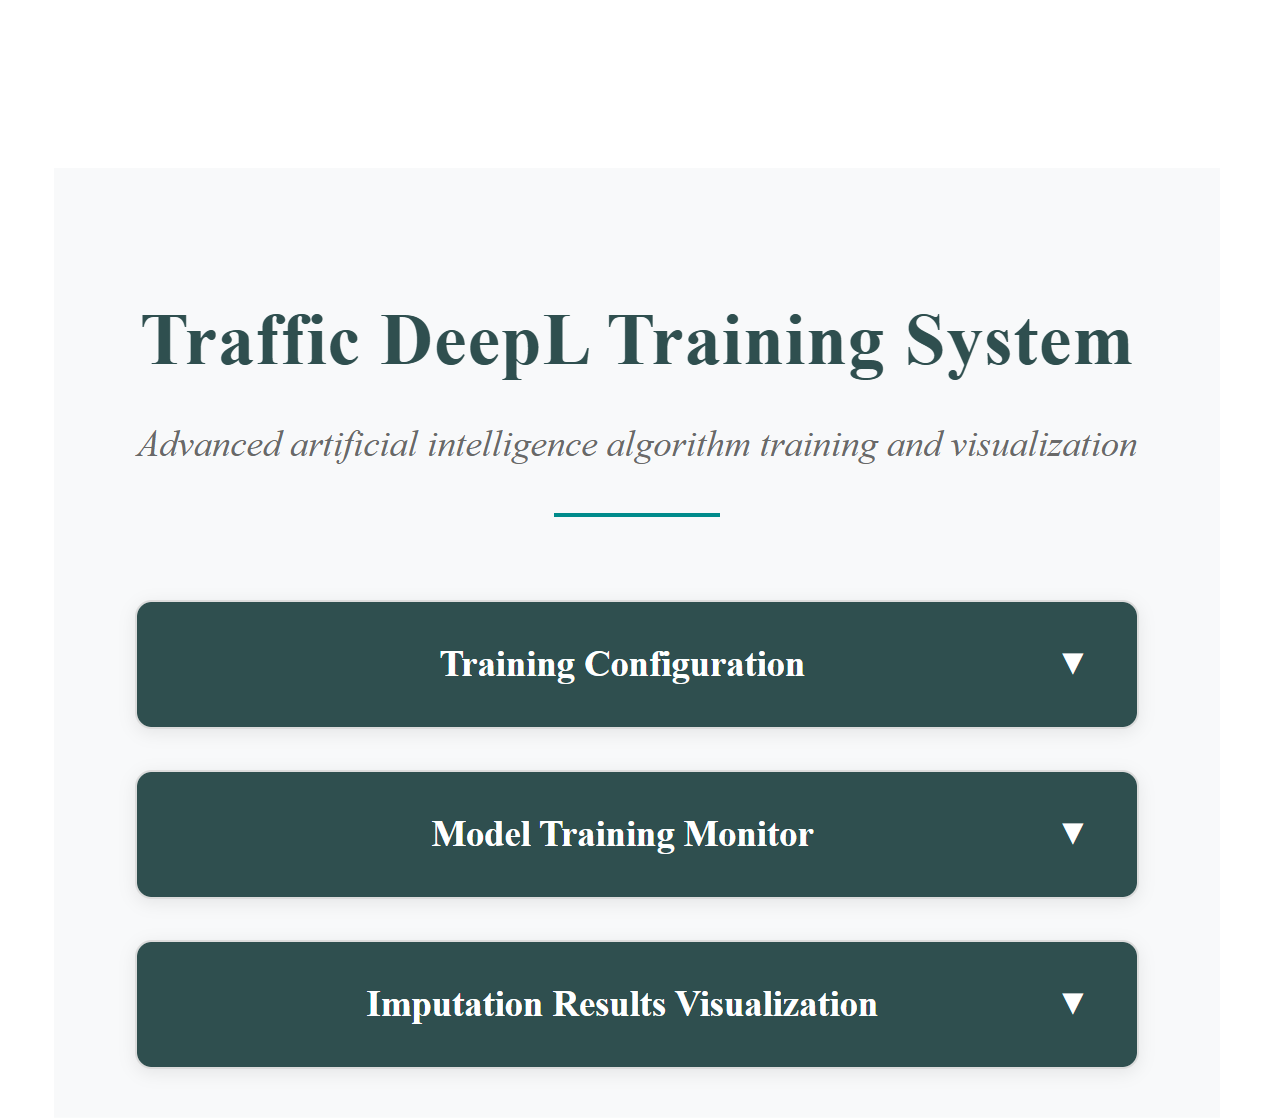 Traffic DeepL Training System
Advanced artificial intelligence algorithm training and visualization
Training Configuration ▼
Model Training Monitor ▼
Imputation Results Visualization ▼